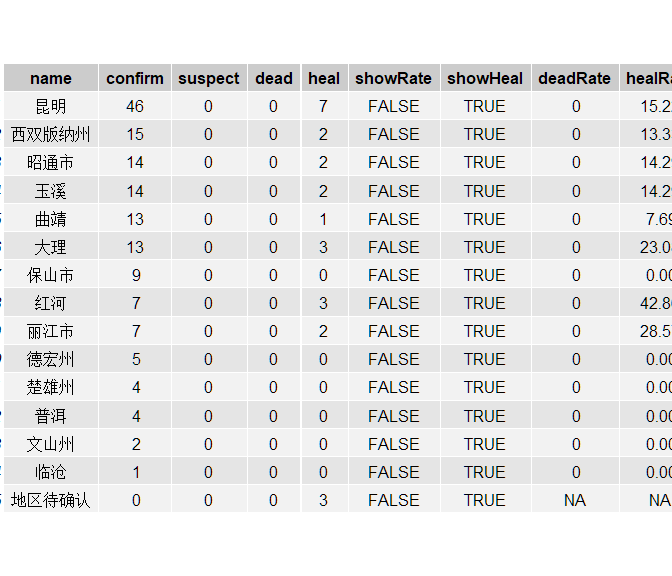 name confirm suspect dead heal showRate showHeal deadRate healRa
昆明 46 0 0 7 FALSE TRUE 0 15.2
西双版纳州 15 0 0 2 FALSE TRUE 0 13.3
昭通市 14 0 0 2 FALSE TRUE 0 14.2
玉溪 14 0 0 2 FALSE TRUE 0 14.2
曲靖 13 0 0 1 FALSE TRUE 0 7.69
大理 13 0 0 3 FALSE TRUE 0 23.0
保山市 9 0 0 0 FALSE TRUE 0 0.00
红河 7 0 0 3 FALSE TRUE 0 42.8
丽江市 7 0 0 2 FALSE TRUE 0 28.5
德宏州 5 0 0 0 FALSE TRUE 0 0.00
楚雄州 4 0 0 0 FALSE TRUE 0 0.00
普洱 4 0 0 0 FALSE TRUE 0 0.00
文山州 2 0 0 0 FALSE TRUE 0 0.00
临沧 1 0 0 0 FALSE TRUE 0 0.00
地区待确认 0 0 0 3 FALSE TRUE NA NA